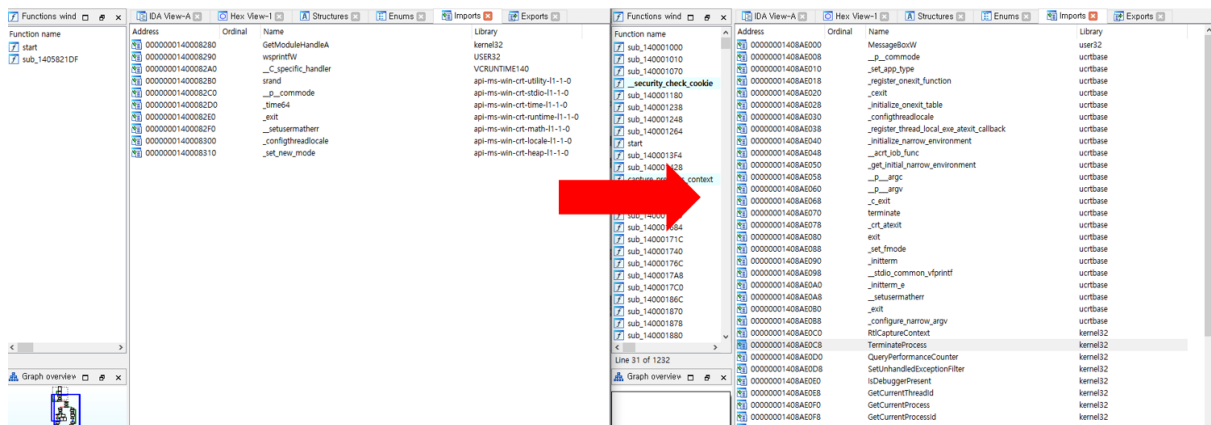 Functions wind
IDA View-A
Hex View-1
Structures
Enums
Imports
Exports
Function name
start
sub_1405821DF
Address Ordinal Name Library
0000000140008280 GetModuleHandleA kernel32
0000000140008290 wsprintfW USER32
00000001400082A0 __C_specific_handler VCRUNTIME140
00000001400082B0 srand api-ms-win-crt-utility-l1-1-0
00000001400082C0 __p__commode api-ms-win-crt-stdio-l1-1-0
00000001400082D0 _time64 api-ms-win-crt-time-l1-1-0
00000001400082E0 _exit api-ms-win-crt-runtime-l1-1-0
00000001400082F0 __setusermatherr api-ms-win-crt-math-l1-1-0
0000000140008300 _configthreadlocale api-ms-win-crt-locale-l1-1-0
0000000140008310 _set_new_mode api-ms-win-crt-heap-l1-1-0
Graph overview
Functions wind
IDA View-A
Hex View-1
Structures
Enums
Imports
Exports
Function name
sub_140001000
sub_140001010
sub_140001070
__security_check_cookie
sub_140001180
sub_140001238
sub_140001248
sub_140001264
start
sub_1400013F4
sub_14000171C
sub_140001740
sub_14000176C
sub_1400017A8
sub_1400017C0
sub_14000186C
sub_140001870
sub_140001878
sub_140001880
Line 31 of 1232
Graph overview
Address Ordinal Name Library
00000001408AE000 MessageBoxW user32
00000001408AE008 __p__commode ucrtbase
00000001408AE010 _set_app_type ucrtbase
00000001408AE018 _register_onexit_function ucrtbase
00000001408AE020 _cexit ucrtbase
00000001408AE028 _initialize_onexit_table ucrtbase
00000001408AE030 _configthreadlocale ucrtbase
00000001408AE038 _register_thread_local_exe_atexit_callback ucrtbase
00000001408AE040 _initialize_narrow_environment ucrtbase
00000001408AE048 __acrt_iob_func ucrtbase
00000001408AE050 _get_initial_narrow_environment ucrtbase
00000001408AE058 __p___argc ucrtbase
00000001408AE060 __p___argv ucrtbase
00000001408AE068 _c_exit ucrtbase
00000001408AE070 terminate ucrtbase
00000001408AE078 _crt_atexit ucrtbase
00000001408AE080 exit ucrtbase
00000001408AE088 _set_fmode ucrtbase
00000001408AE090 _initterm ucrtbase
00000001408AE098 __stdio_common_vfprintf ucrtbase
00000001408AE0A0 _initterm_e ucrtbase
00000001408AE0A8 __setusermatherr ucrtbase
00000001408AE0B0 _exit ucrtbase
00000001408AE0B8 _configure_narrow_argv ucrtbase
00000001408AE0C0 RtlCaptureContext kernel32
00000001408AE0C8 TerminateProcess kernel32
00000001408AE0D0 QueryPerformanceCounter kernel32
00000001408AE0D8 SetUnhandledExceptionFilter kernel32
00000001408AE0E0 IsDebuggerPresent kernel32
00000001408AE0E8 GetCurrentThreadId kernel32
00000001408AE0F0 GetCurrentProcess kernel32
00000001408AE0F8 GetCurrentProcessId kernel32